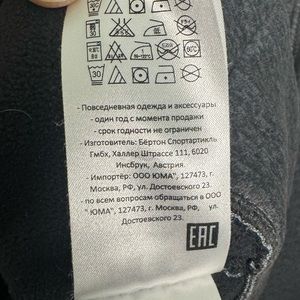 - Повседневная одежда и аксессуары
- один год с момента продажи
- срок годности не ограничен
- Изготовитель: Бёртон Спортартикль
Гмбх, Халлер Штрассе 111, 6020
Инсбрук, Австрия.
- Импортёр: ООО ЮМА", 127473, г.
Москва, РФ, ул. Достоевского 23.
- по всем вопросам обращаться в ООО
" ЮМА", 127473, г. Москва, РФ, ул.
Достоевского 23.
EAC